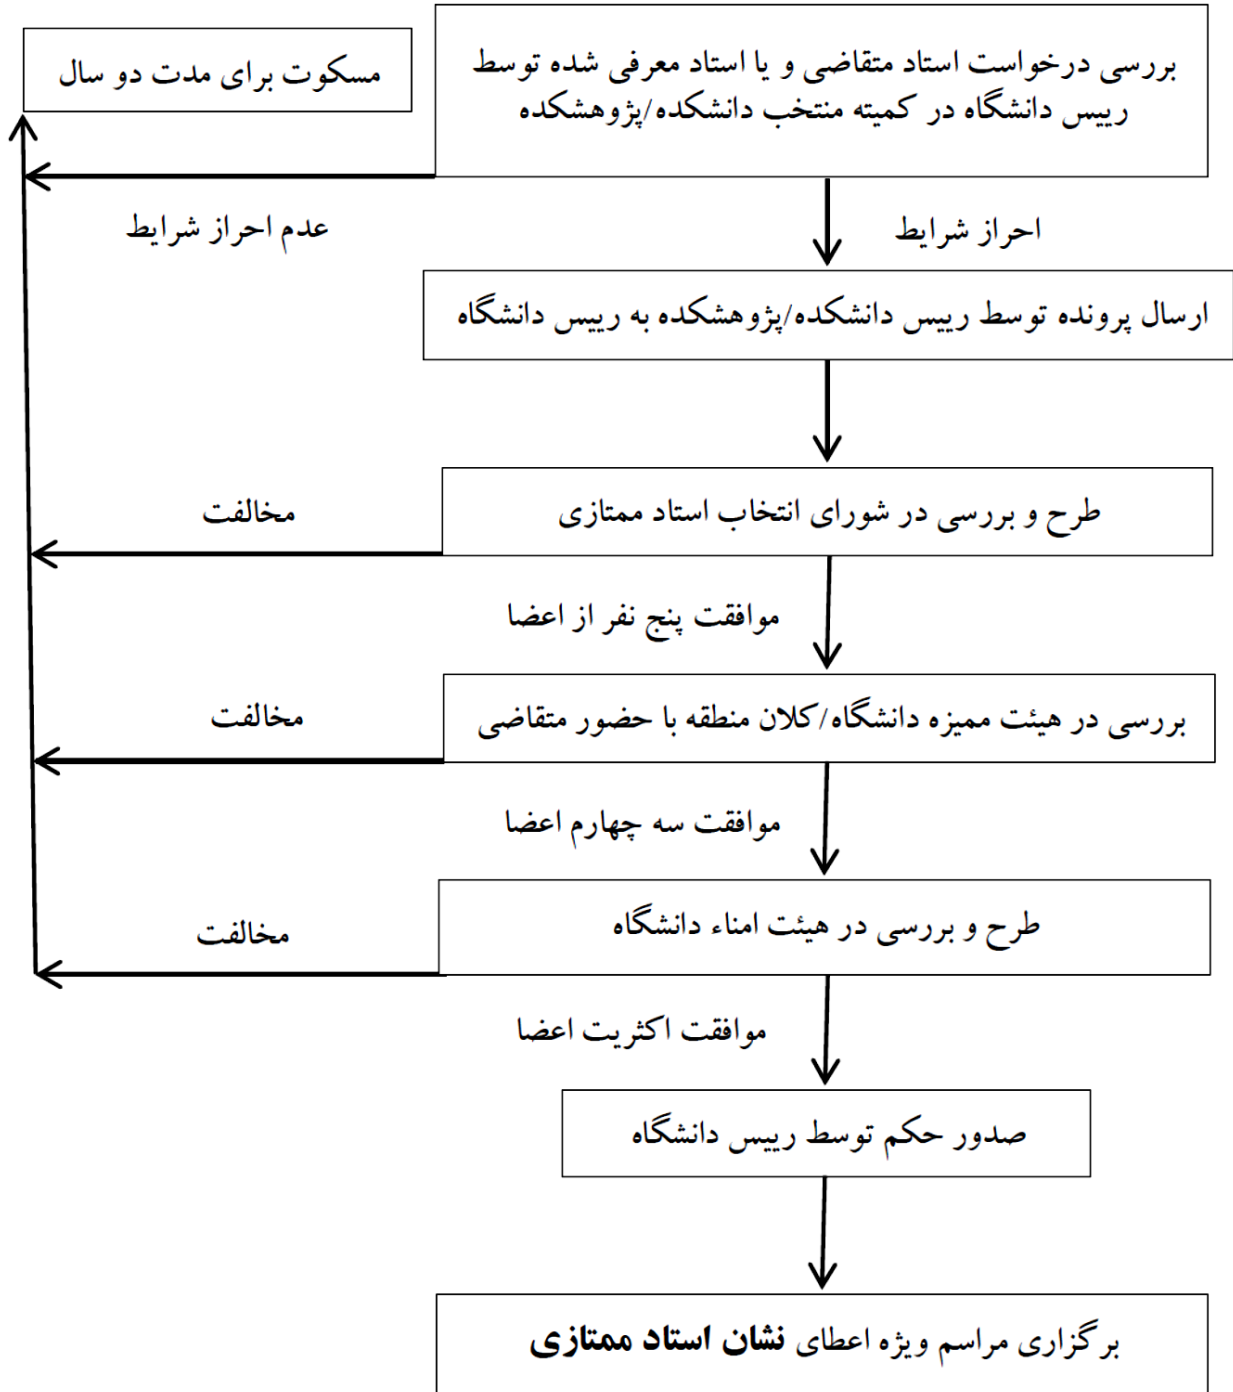 بررسی درخواست استاد متقاضی و یا استاد معرفی شده توسط
رییس دانشگاه در کمیته منتخب دانشکده/پژوهشکده
مسکوت برای مدت دو سال
احراز شرایط
عدم احراز شرایط
ارسال پرونده توسط رییس دانشکده/پژوهشکده به رییس دانشگاه
طرح و بررسی در شورای انتخاب استاد ممتازی
مخالفت
موافقت پنج نفر از اعضا
بررسی در هیئت ممیزه دانشگاه/کلان منطقه با حضور متقاضی
مخالفت
موافقت سه چهارم اعضا
طرح و بررسی در هیئت امناء دانشگاه
مخالفت
موافقت اکثریت اعضا
صدور حکم توسط رییس دانشگاه
برگزاری مراسم ویژه اعطای نشان استاد ممتازی